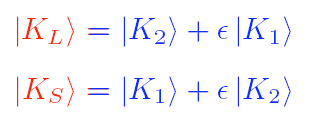 |K_L⟩ = |K_2⟩ + ϵ |K_1⟩
|K_S⟩ = |K_1⟩ + ϵ |K_2⟩